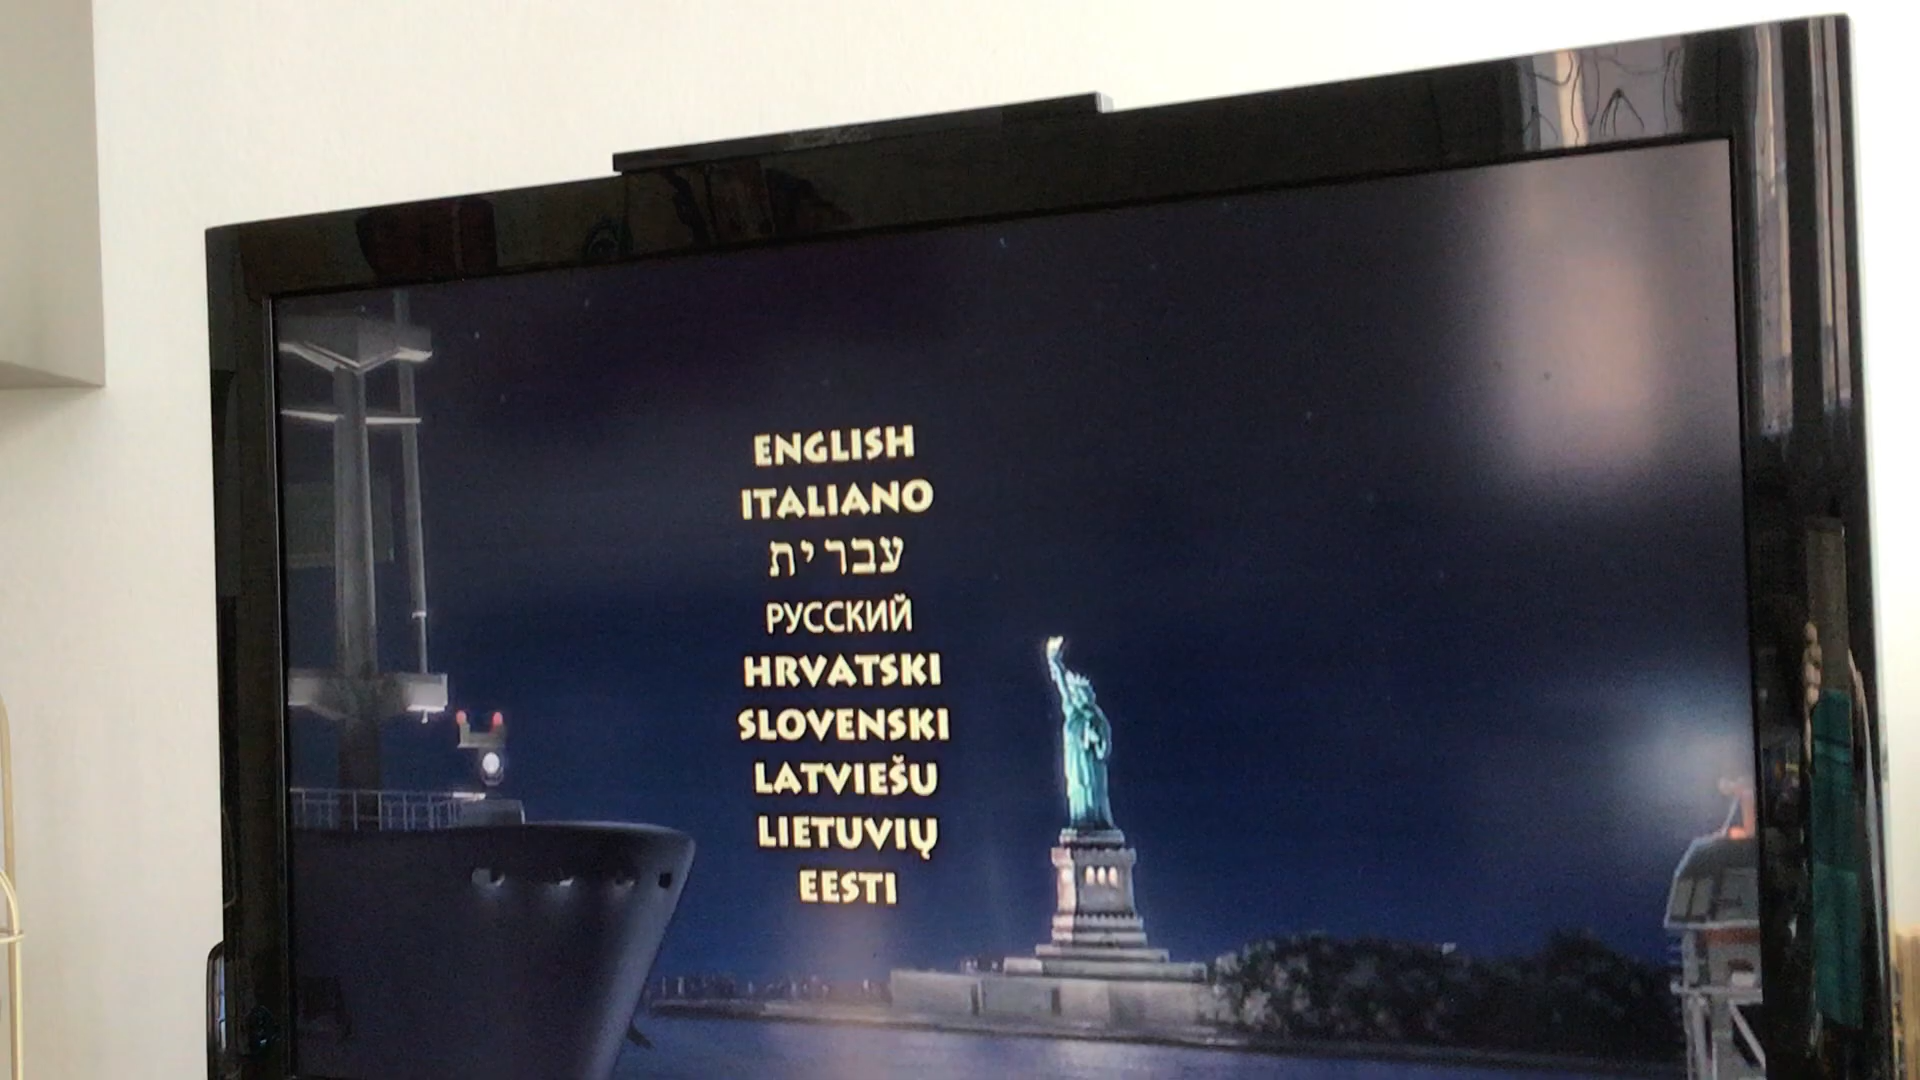 ENGLISH
ITALIANO
עברית
РУССКИЙ
HRVATSKI
SLOVENSKI
LATVIEŠU
LIETUVIŲ
EESTI